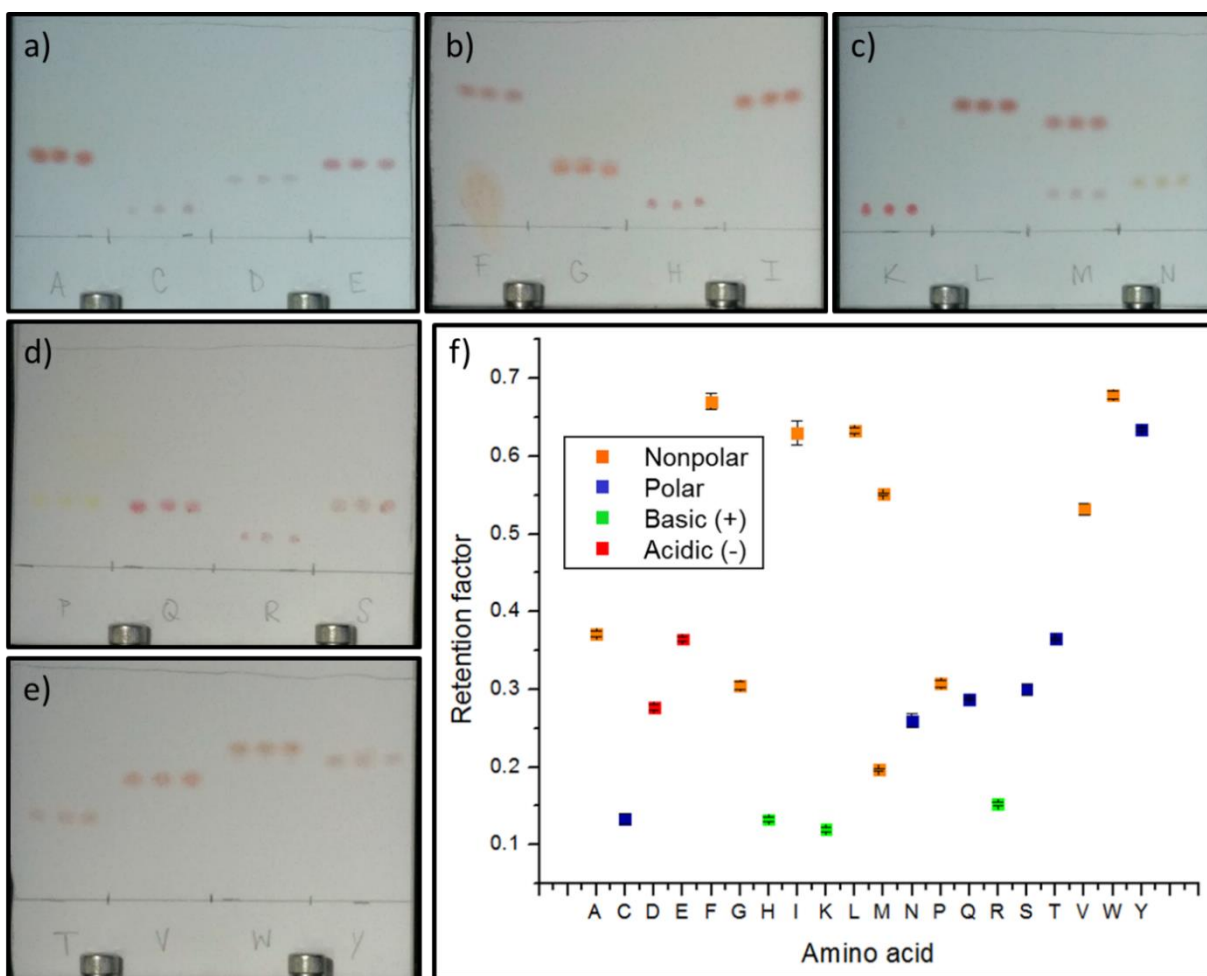 a)
A C D E
b)
F G H I
c)
K L M N
d)
P Q R S
e)
T V W Y
f)
Retention factor
0.7
0.6
0.5
0.4
0.3
0.2
0.1
Nonpolar
Polar
Basic (+)
Acidic (-)
A C D E F G H I K L M N P Q R S T V W Y
Amino acid